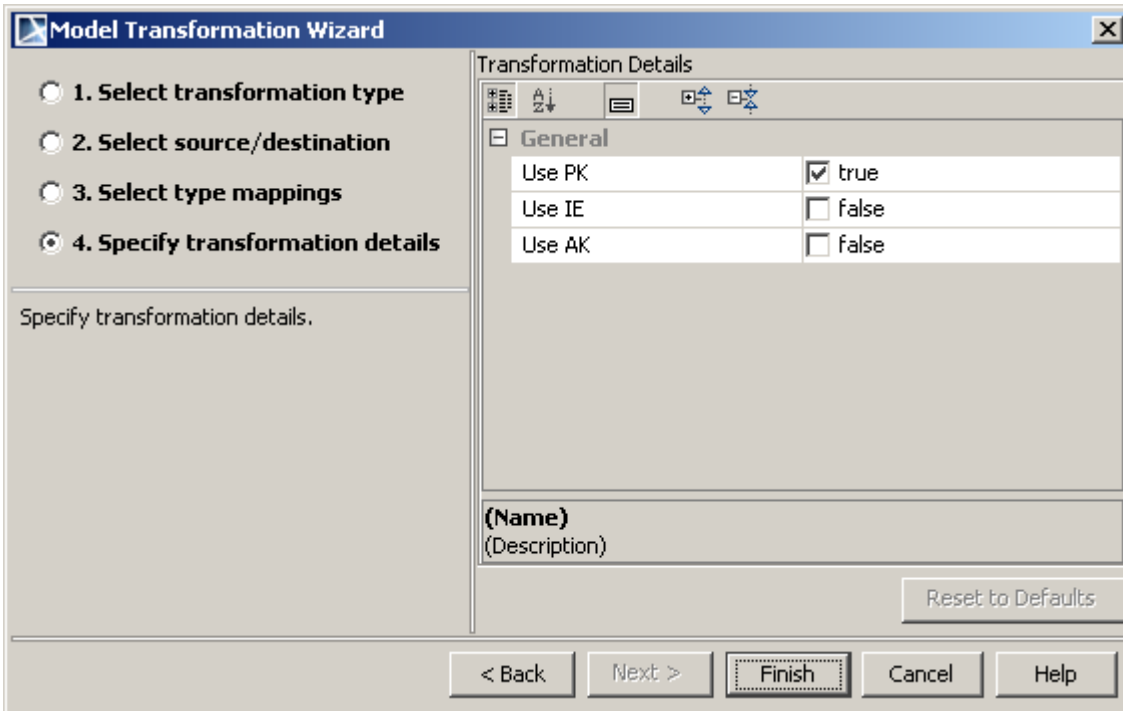 Model Transformation Wizard
1. Select transformation type
2. Select source/destination
3. Select type mappings
4. Specify transformation details
Specify transformation details.
Transformation Details
General
Use PK true
Use IE false
Use AK false
(Name)
(Description)
Reset to Defaults
< Back Next > Finish Cancel Help